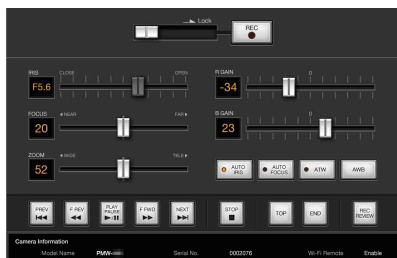 Lock
REC
IRIS
CLOSE
OPEN
F5.6
R.GAIN
0
-34
FOCUS
NEAR
FAR
20
B.GAIN
0
23
ZOOM
WIDE
TELE
52
AUTO IRIS
AUTO FOCUS
ATW
AWB
PREV
F REV
PLAY PAUSE
F FWD
NEXT
STOP
TOP
END
REC REVIEW
Camera Information
Model Name
PMW-
Serial No.
0002076
Wi-Fi Remote
Enable